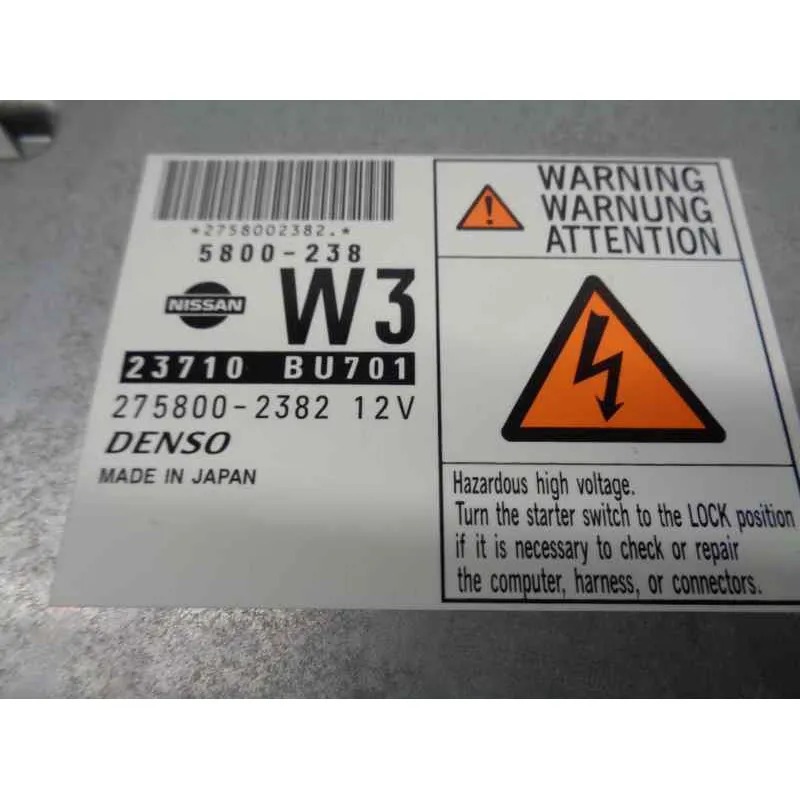 *2758002382.*
5800-238
NISSAN
W3
23710 BU701
275800-2382 12V
DENSO
MADE IN JAPAN
WARNING
WARNUNG
ATTENTION
Hazardous high voltage.
Turn the starter switch to the LOCK position
if it is necessary to check or repair
the computer, harness, or connectors.